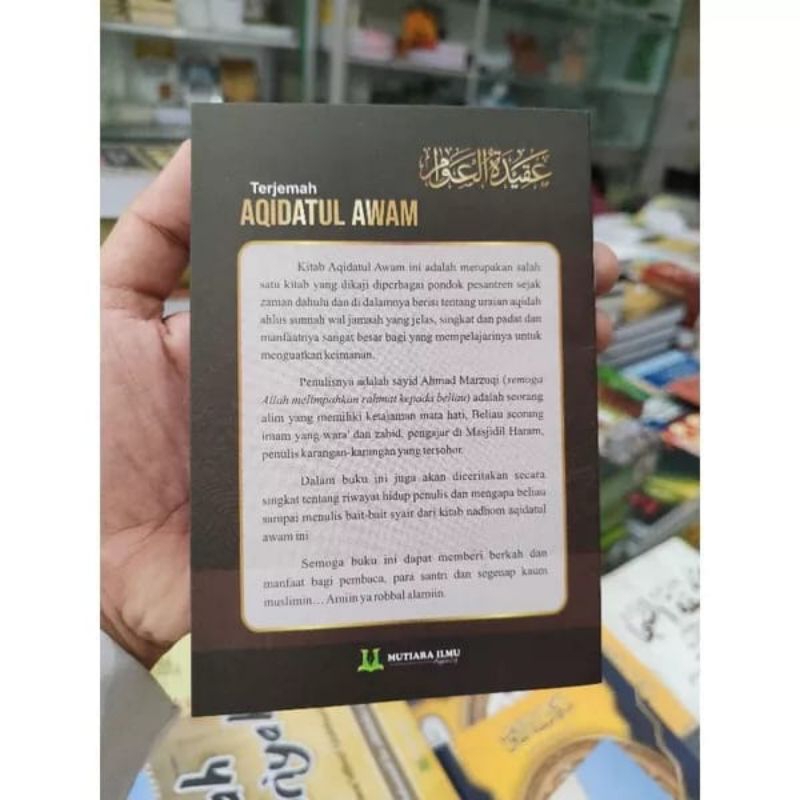 عقيدة العوام
Terjemah
AQIDATUL AWAM
Kitab Aqidatul Awam ini adalah merupakan salah
satu kitab yang dikaji diperbagai pondok pesantren sejak
zaman dahulu dan di dalamnya berisi tentang uraian aqidah
ahlus sunnah wal jamaah yang jelas, singkat dan padat dan
manfaatnya sangat besar bagi yang mempelajarinya untuk
menguatkan keimanan.
Penulisnya adalah sayid Ahmad Marzuqi (semoga
Allah melimpahkan rahmat kepada beliau) adalah seorang
alim yang memiliki ketajaman mata hati, Beliau seorang
imam yang wara' dan zahid, pengajur di Masjidil Haram,
penulis karangan-karangan yang tersohor.
Dalam buku ini juga akan diceritakan secara
singkat tentang riwayat hidup penulis dan mengapa beliau
sampai menulis bait-bait syair dari kitab nadhom aqidatul
awam ini
Semoga buku ini dapat memberi berkah dan
manfaat bagi pembaca, para santri dan segenap kaum
muslimin... Amiin ya robbal alamiin.
MUTIARA ILMU